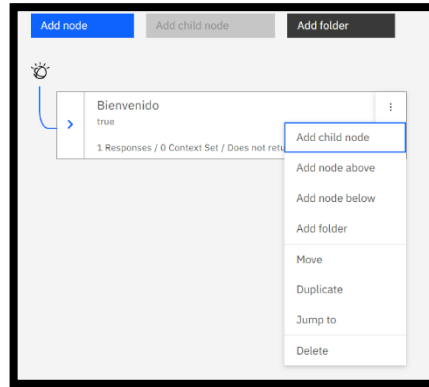 Add node
Add child node
Add folder
Bienvenido
true
1 Responses / 0 Context Set / Does not
Add child node
Add node above
Add node below
Add folder
Move
Duplicate
Jump to
Delete